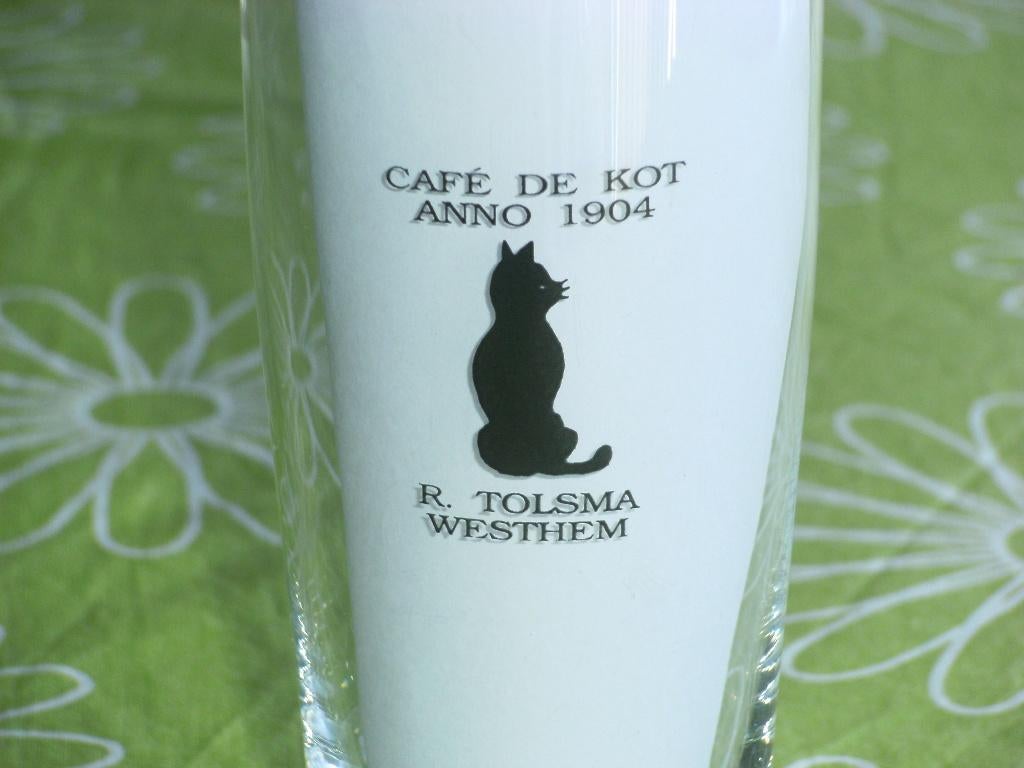 CAFÉ DE KOT
ANNO 1904
R. TOLSMA
WESTHEM